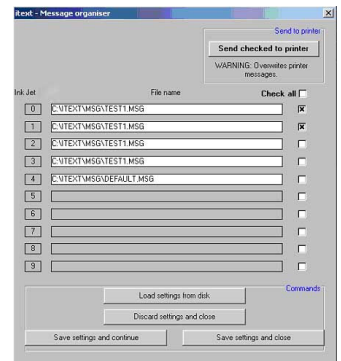 itext - Message organiser
Send to printer
Send checked to printer
WARNING: Overwrites printer
messages.
Ink Jet File name Check all
0 C:\ITEXT\MSG\TEST1.MSG
1 C:\ITEXT\MSG\TEST1.MSG
2 C:\ITEXT\MSG\TEST1.MSG
3 C:\ITEXT\MSG\TEST1.MSG
4 C:\ITEXT\MSG\DEFAULT.MSG
5
6
7
8
9
Commands
Load settings from disk
Discard settings and close
Save settings and continue Save settings and close